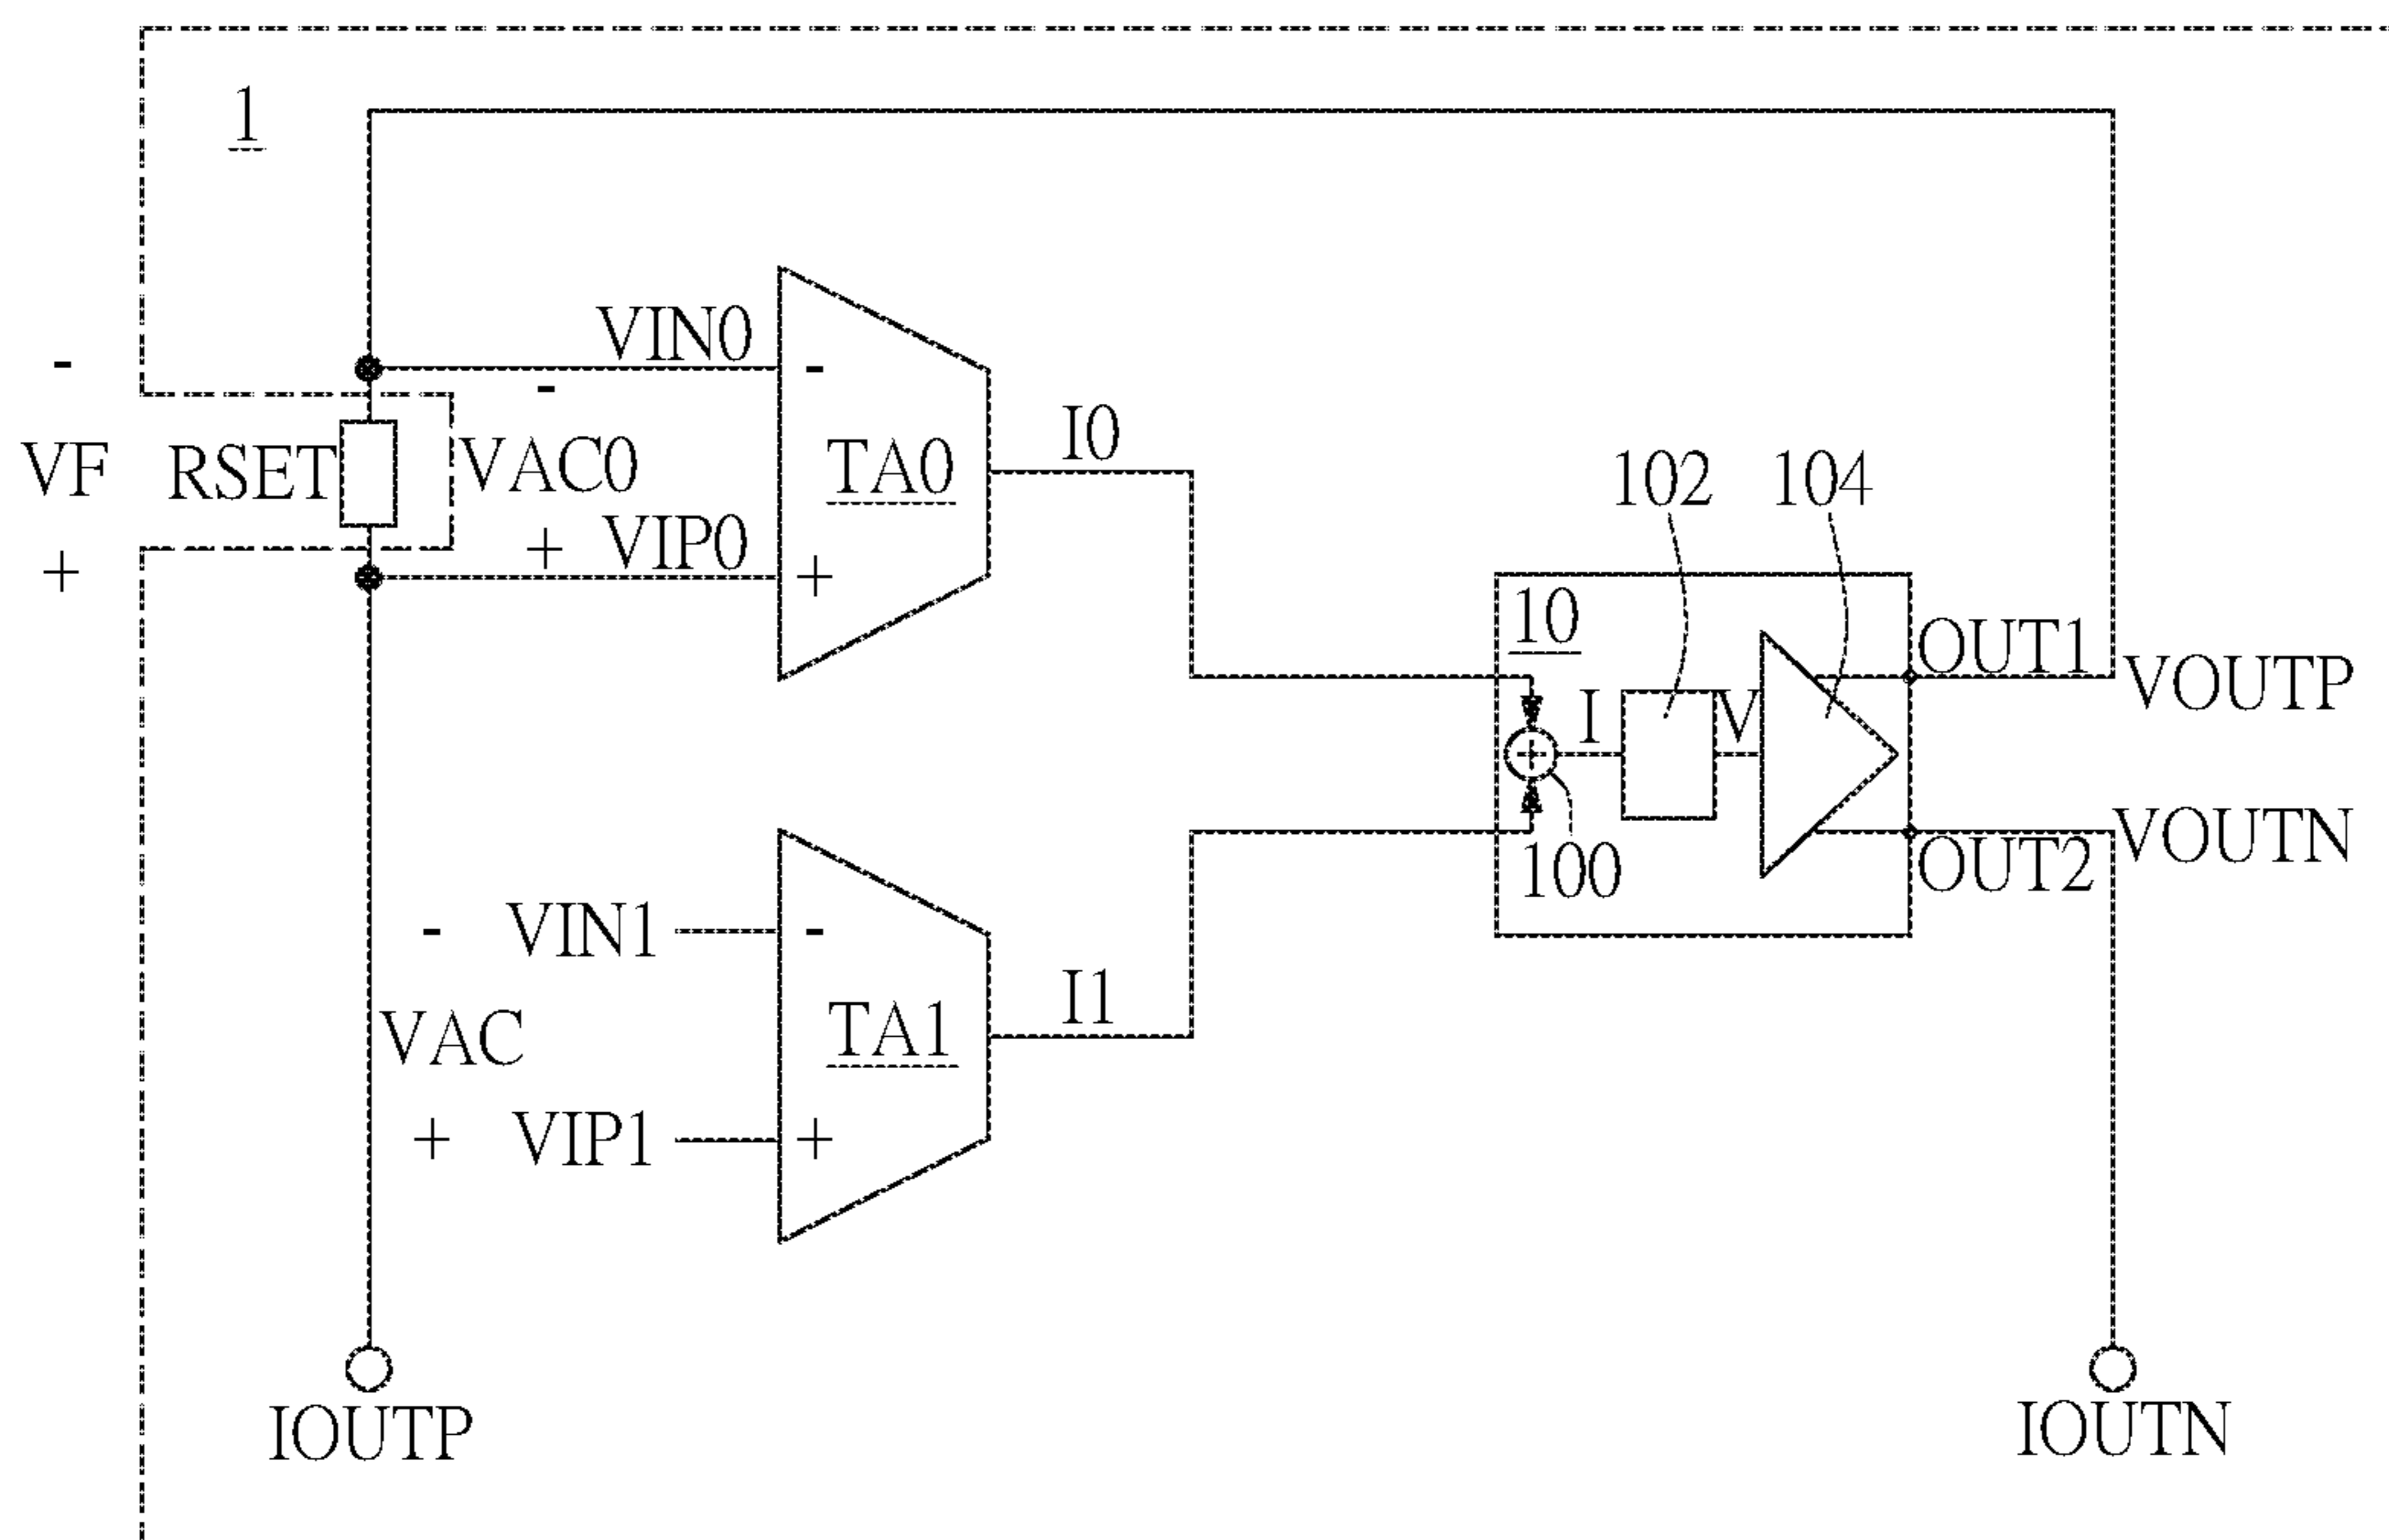 1
VIN0
-
-
-
VF
RSET
VAC0
TA0
I0
+
+
VIP0
+
102
104
10
OUT1
VOUTP
I
V
+
100
OUT2
VOUTN
-
VIN1
-
VAC
TA1
I1
+
VIP1
+
IOUTP
IOUTN